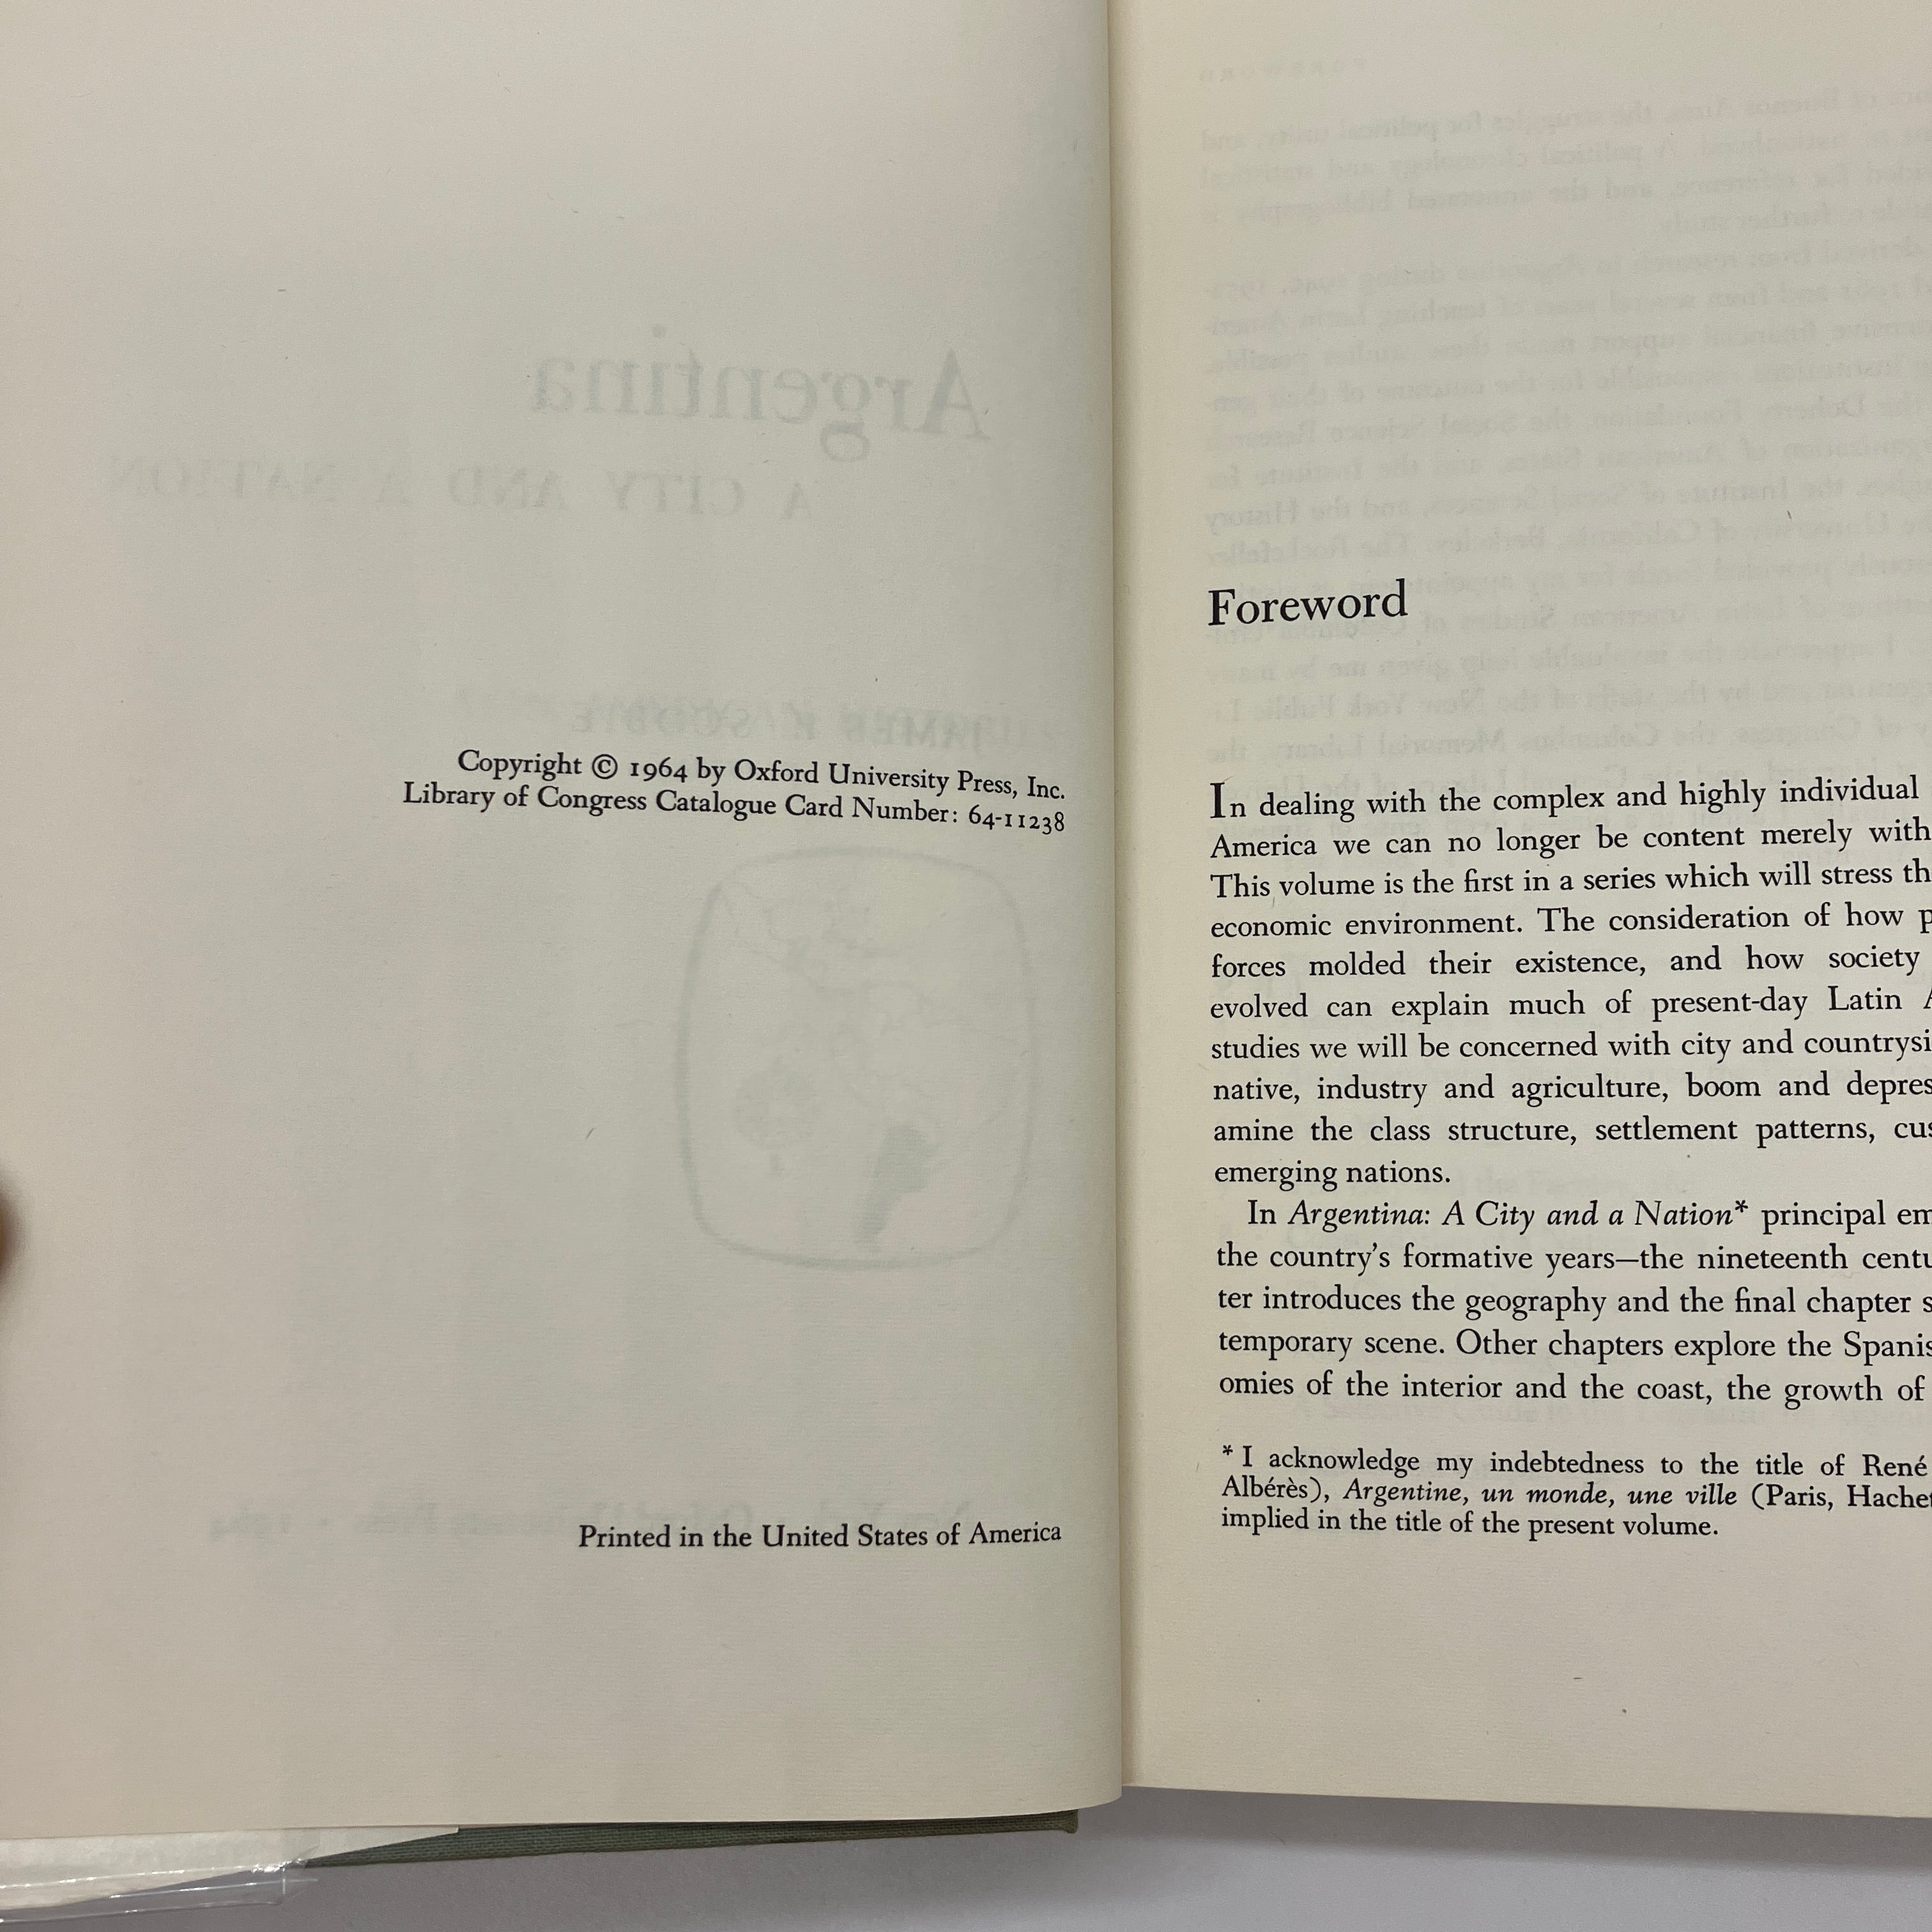 Copyright © 1964 by Oxford University Press, Inc.
Library of Congress Catalogue Card Number: 64-11238
Printed in the United States of America
Foreword
In dealing with the complex and highly individual
America we can no longer be content merely with
This volume is the first in a series which will stress th
economic environment. The consideration of how p
forces molded their existence, and how society
evolved can explain much of present-day Latin A
studies we will be concerned with city and countrysi
native, industry and agriculture, boom and depres
amine the class structure, settlement patterns, cus
emerging nations.
In Argentina: A City and a Nation* principal em
the country's formative years—the nineteenth centu
ter introduces the geography and the final chapter s
temporary scene. Other chapters explore the Spanis
omies of the interior and the coast, the growth of
* I acknowledge my indebtedness to the title of René
Albérès), Argentine, un monde, une ville (Paris, Hachet
implied in the title of the present volume.